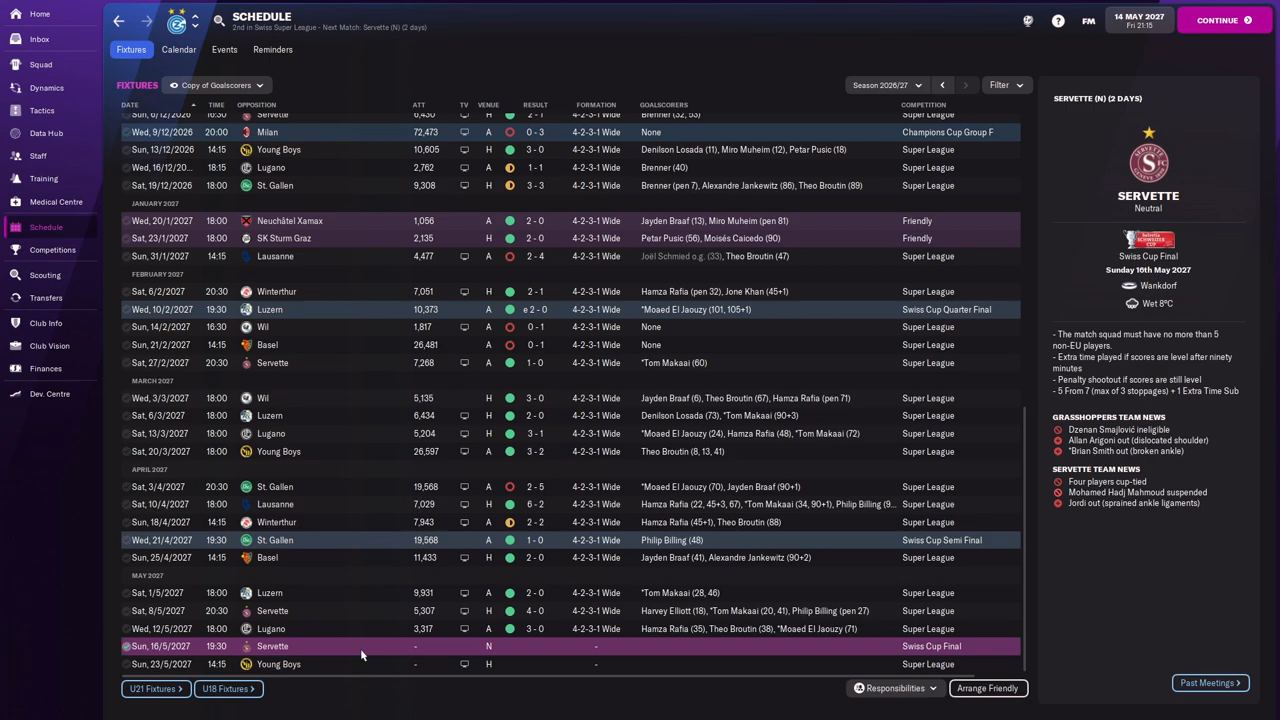 Home
Inbox
Squad
Dynamics
Tactics
Data Hub
Staff
Training
Medical Centre
Schedule
Competitions
Scouting
Transfers
Club Info
Club Vision
Finances
Dev. Centre
SCHEDULE
2nd in Swiss Super League - Next Match: Servette (N) (2 days)
FM
14 MAY 2027
Fri 21:15
CONTINUE
Fixtures Calendar Events Reminders
FIXTURES Copy of Goalscorers Season 2026/27 Filter
DATE TIME OPPOSITION ATT TV VENUE RESULT FORMATION GOALSCORERS COMPETITION
Sun, 6/12/2026 16:30 Servette 6,430 H 2 - 1 4-2-3-1 Wide Brenner (32, 53) Super League
Wed, 9/12/2026 20:00 Milan 72,473 A 0 - 3 4-2-3-1 Wide None Champions Cup Group F
Sun, 13/12/2026 14:15 Young Boys 10,605 H 3 - 0 4-2-3-1 Wide Denilson Losada (11), Miro Muheim (12), Petar Pusic (18) Super League
Wed, 16/12/20... 18:15 Lugano 2,762 A 1 - 1 4-2-3-1 Wide Brenner (40) Super League
Sat, 19/12/2026 18:00 St. Gallen 9,308 H 3 - 3 4-2-3-1 Wide Brenner (pen 7), Alexandre Jankewitz (86), Theo Broutin (89) Super League
JANUARY 2027
Wed, 20/1/2027 18:00 Neuchâtel Xamax 1,056 A 2 - 0 4-2-3-1 Wide Jayden Braaf (13), Miro Muheim (pen 81) Friendly
Sat, 23/1/2027 18:00 SK Sturm Graz 2,135 H 2 - 0 4-2-3-1 Wide Petar Pusic (56), Moisés Caicedo (90) Friendly
Sun, 31/1/2027 14:15 Lausanne 4,477 A 2 - 4 4-2-3-1 Wide Joël Schmied o.g. (33), Theo Broutin (47) Super League
FEBRUARY 2027
Sat, 6/2/2027 20:30 Winterthur 7,051 H 2 - 1 4-2-3-1 Wide Hamza Rafia (pen 32), Jone Khan (45+1) Super League
Wed, 10/2/2027 19:30 Luzern 10,373 A e 2 - 0 4-2-3-1 Wide *Moaed El Jaouzy (101, 105+1) Swiss Cup Quarter Final
Sun, 14/2/2027 16:30 Wil 1,817 A 0 - 1 4-2-3-1 Wide None Super League
Sun, 21/2/2027 14:15 Basel 26,481 A 0 - 1 4-2-3-1 Wide None Super League
Sat, 27/2/2027 20:30 Servette 7,268 H 1 - 0 4-2-3-1 Wide *Tom Makaai (60) Super League
MARCH 2027
Wed, 3/3/2027 18:00 Wil 5,135 H 3 - 0 4-2-3-1 Wide Jayden Braaf (6), Theo Broutin (67), Hamza Rafia (pen 71) Super League
Sat, 6/3/2027 18:00 Luzern 6,434 H 2 - 0 4-2-3-1 Wide Denilson Losada (73), *Tom Makaai (90+3) Super League
Sat, 13/3/2027 18:00 Lugano 5,204 H 3 - 1 4-2-3-1 Wide *Moaed El Jaouzy (24), Hamza Rafia (48), *Tom Makaai (72) Super League
Sat, 20/3/2027 18:00 Young Boys 26,597 A 3 - 2 4-2-3-1 Wide Theo Broutin (8, 13, 41) Super League
APRIL 2027
Sat, 3/4/2027 20:30 St. Gallen 19,568 A 2 - 5 4-2-3-1 Wide *Moaed El Jaouzy (70), Jayden Braaf (90+1) Super League
Sat, 10/4/2027 18:00 Lausanne 7,029 H 6 - 2 4-2-3-1 Wide Hamza Rafia (22, 45+3, 67), *Tom Makaai (34, 90+1), Philip Billing (9... Super League
Sun, 18/4/2027 14:15 Winterthur 7,943 A 2 - 2 4-2-3-1 Wide Hamza Rafia (45+1), Theo Broutin (88) Super League
Wed, 21/4/2027 19:30 St. Gallen 19,568 A 1 - 0 4-2-3-1 Wide Philip Billing (48) Swiss Cup Semi Final
Sun, 25/4/2027 14:15 Basel 11,433 H 2 - 0 4-2-3-1 Wide Jayden Braaf (41), Alexandre Jankewitz (90+2) Super League
MAY 2027
Sat, 1/5/2027 18:00 Luzern 9,931 A 2 - 0 4-2-3-1 Wide *Tom Makaai (28, 46) Super League
Sat, 8/5/2027 20:30 Servette 5,307 H 4 - 0 4-2-3-1 Wide Harvey Elliott (18), *Tom Makaai (20, 41), Philip Billing (pen 27) Super League
Wed, 12/5/2027 18:00 Lugano 3,317 A 3 - 0 4-2-3-1 Wide Hamza Rafia (35), Theo Broutin (38), *Moaed El Jaouzy (71) Super League
Sun, 16/5/2027 19:30 Servette - N - Swiss Cup Final
Sun, 23/5/2027 14:15 Young Boys - H - Super League
U21 Fixtures U18 Fixtures Responsibilities Arrange Friendly
SERVETTE (N) (2 DAYS)
SERVETTE
Neutral
Swiss Cup Final
Sunday 16th May 2027
Wankdorf
Wet 8°C
- The match squad must have no more than 5
non-EU players.
- Extra time played if scores are level after ninety
minutes
- Penalty shootout if scores are still level
- 5 From 7 (max of 3 stoppages) + 1 Extra Time Sub
GRASSHOPPERS TEAM NEWS
Dzenan Smajlović ineligible
Allan Arigoni out (dislocated shoulder)
*Brian Smith out (broken ankle)
SERVETTE TEAM NEWS
Four players cup-tied
Mohamed Hadj Mahmoud suspended
Jordi out (sprained ankle ligaments)
Past Meetings